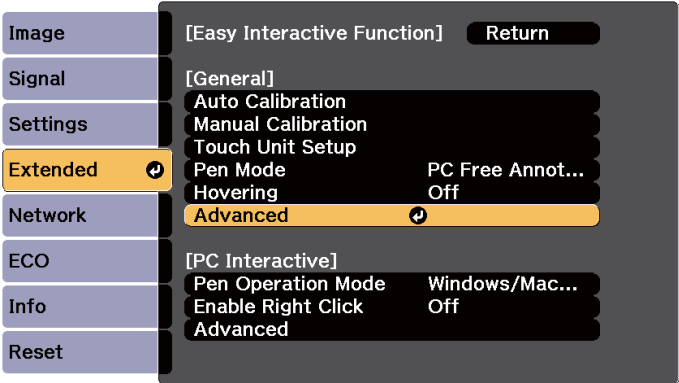 Image
Signal
Settings
Extended
Network
ECO
Info
Reset
[Easy Interactive Function] Return
[General]
Auto Calibration
Manual Calibration
Touch Unit Setup
Pen Mode PC Free Annot...
Hovering Off
Advanced
[PC Interactive]
Pen Operation Mode Windows/Mac...
Enable Right Click Off
Advanced